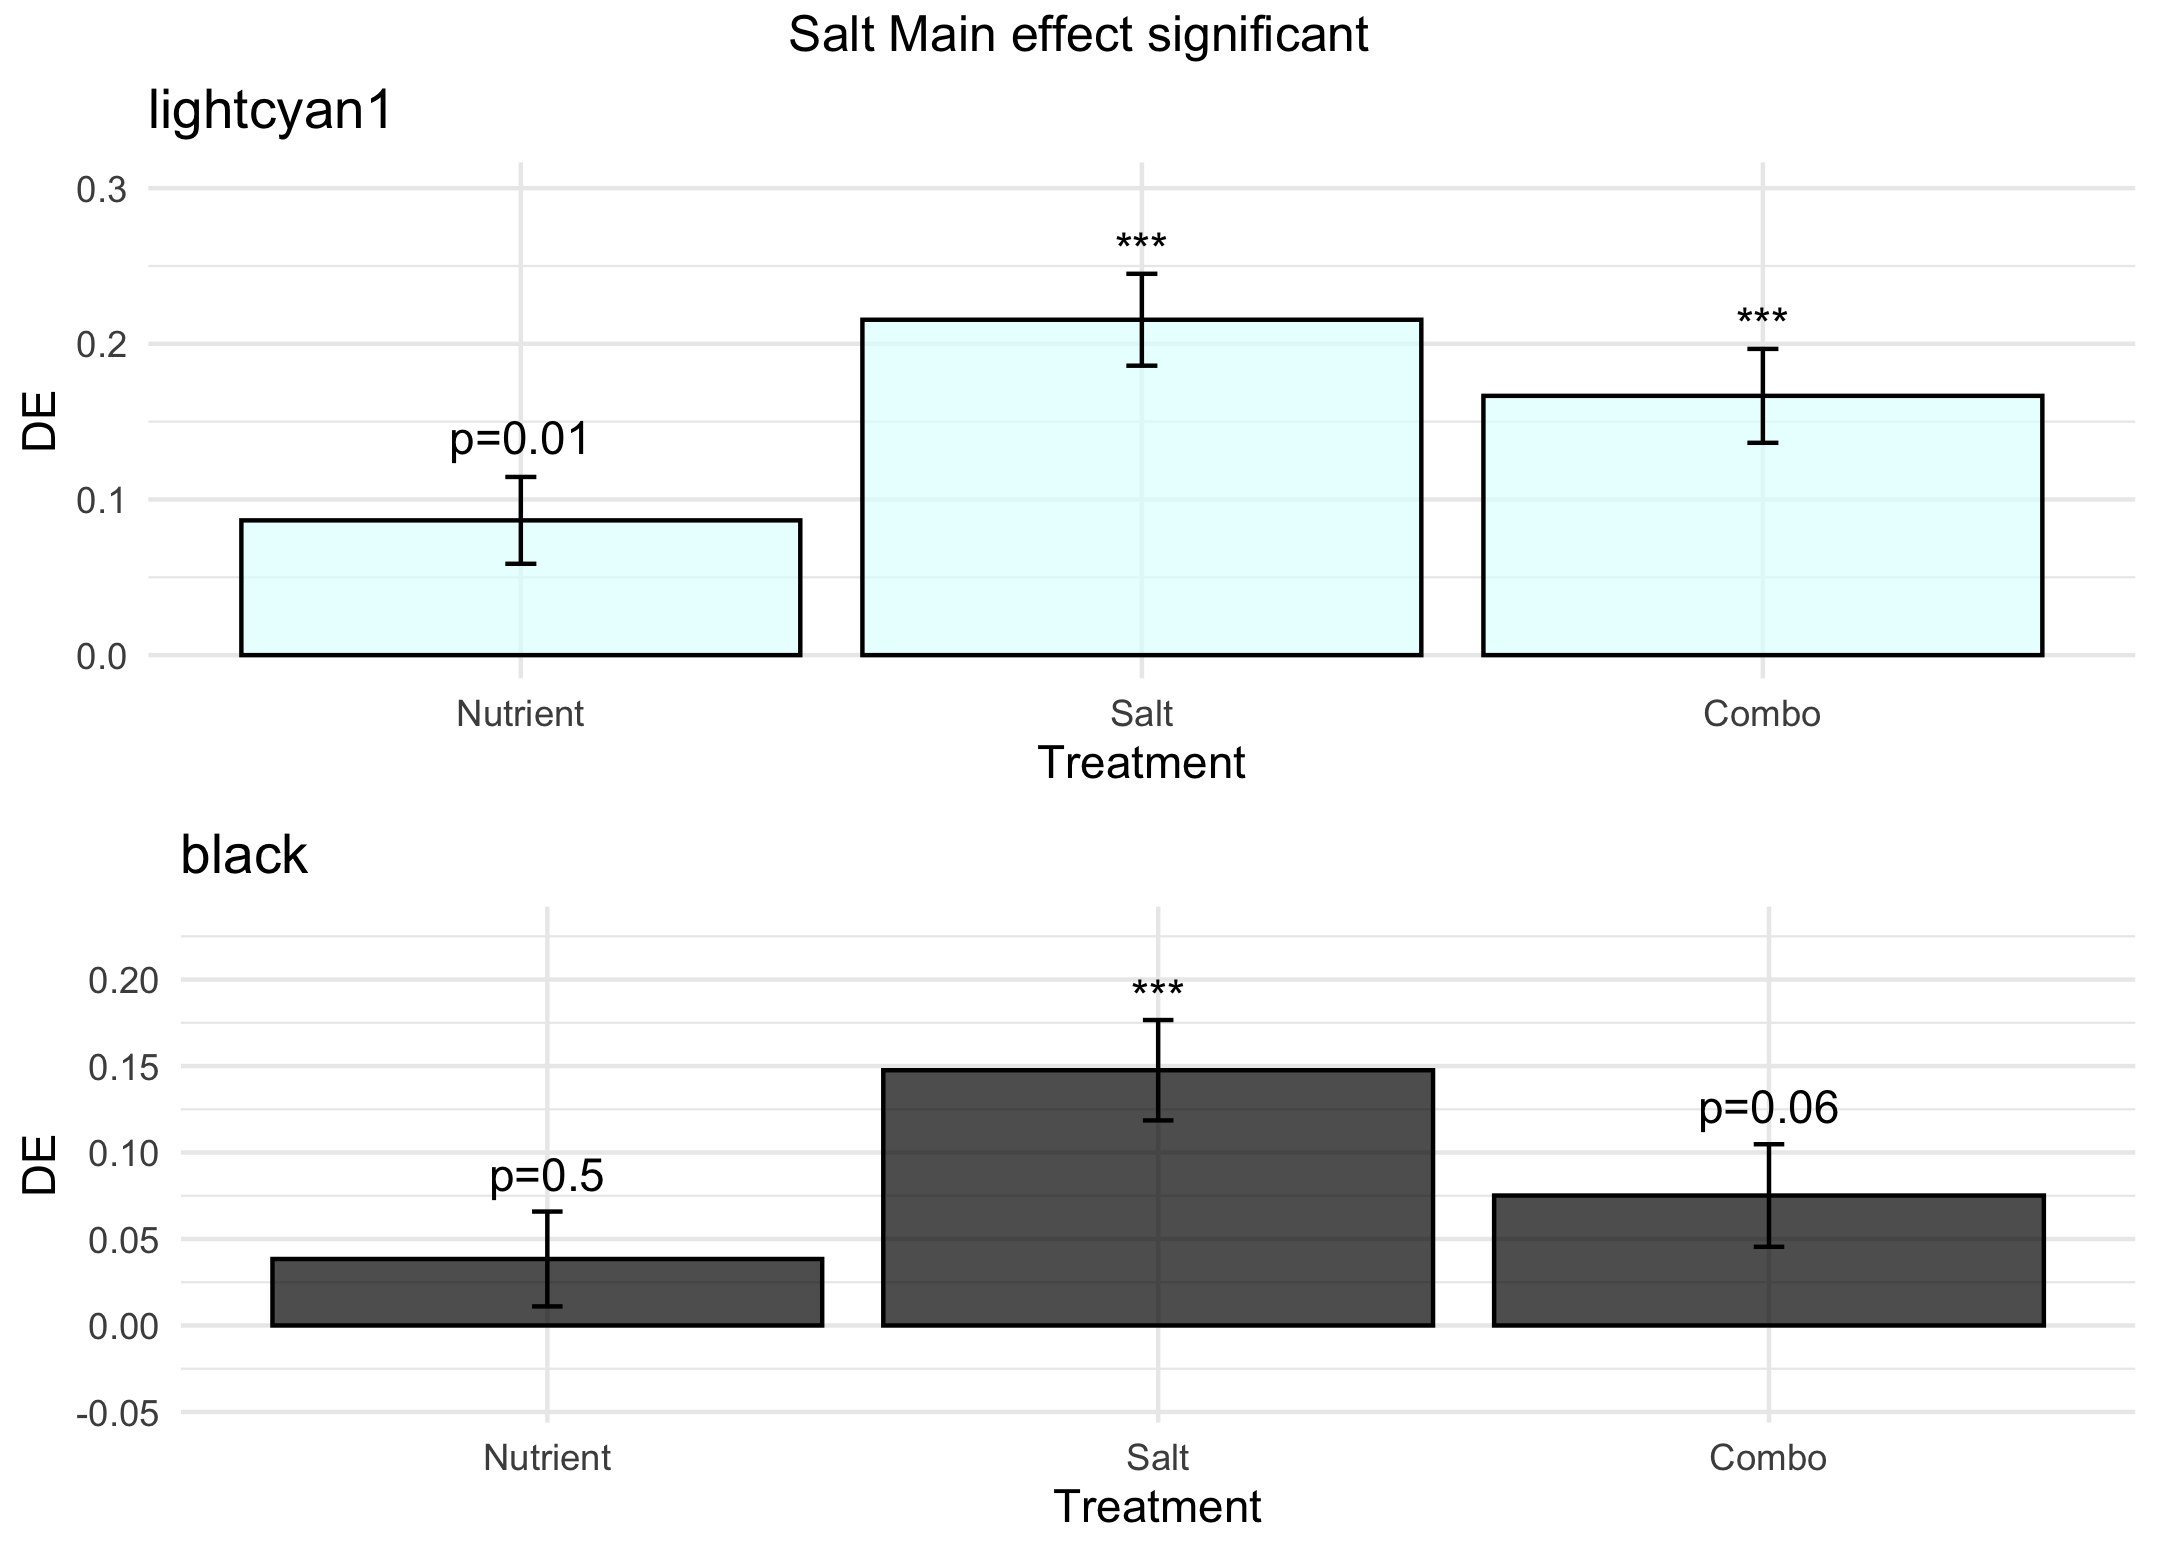 Salt Main effect significant
lightcyan1
0.3
***
***
0.2
p=0.01
DE
0.1
0.0
Nutrient Salt Combo
Treatment
black
0.20
***
0.15
p=0.06
0.10
p=0.5
DE
0.05
0.00
-0.05
Nutrient Salt Combo
Treatment